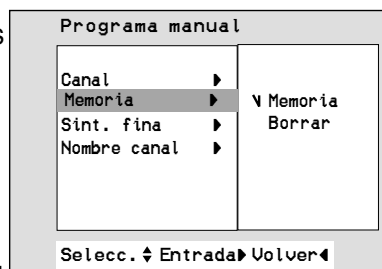 Programa manual
Canal
Memoria
Sint. fina
Nombre canal
Memoria
Borrar
Selecc. Entrada Volver